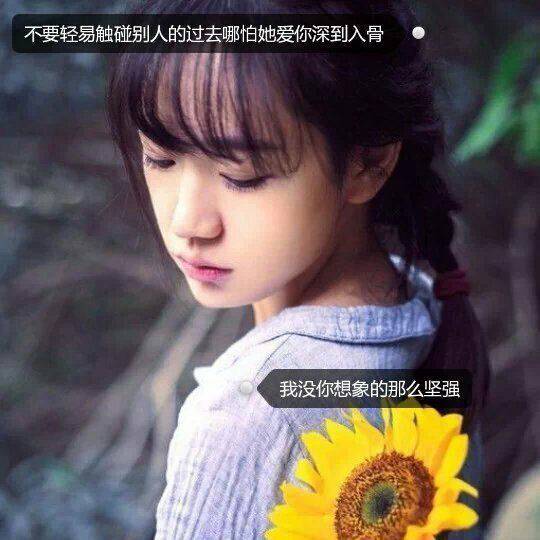 不要轻易触碰别人的过去哪怕她爱你深到入骨
我没你想象的那么坚强